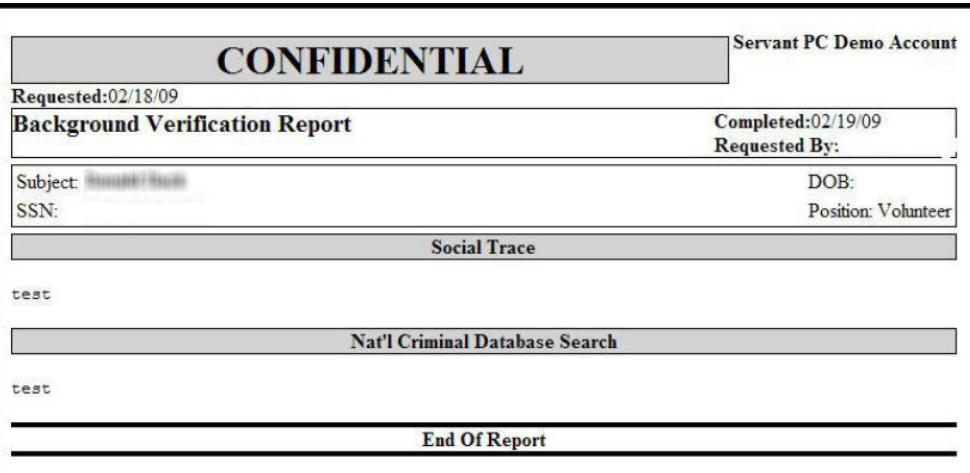 CONFIDENTIAL
Servant PC Demo Account
Requested:02/18/09
Background Verification Report
Completed:02/19/09
Requested By:
Subject:
DOB:
SSN:
Position: Volunteer
Social Trace
test
Nat'l Criminal Database Search
test
End Of Report